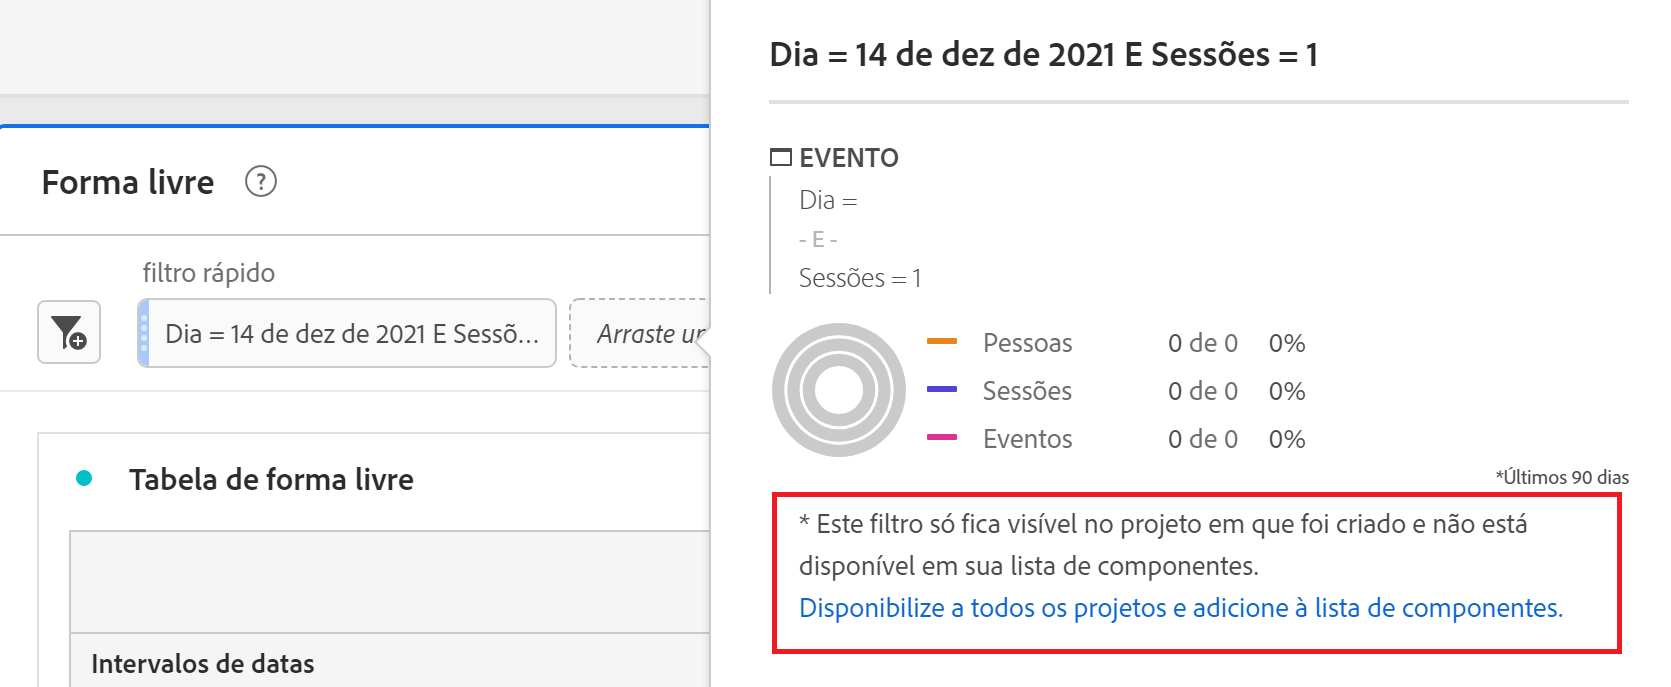 Forma livre
?
filtro rápido
Dia = 14 de dez de 2021 E Sessõ...
Arraste ur
Tabela de forma livre
Intervalos de datas
Dia = 14 de dez de 2021 E Sessões = 1
EVENTO
Dia =
- E -
Sessões = 1
Pessoas 0 de 0 0%
Sessões 0 de 0 0%
Eventos 0 de 0 0%
*Últimos 90 dias
* Este filtro só fica visível no projeto em que foi criado e não está
disponível em sua lista de componentes.
Disponibilize a todos os projetos e adicione à lista de componentes.